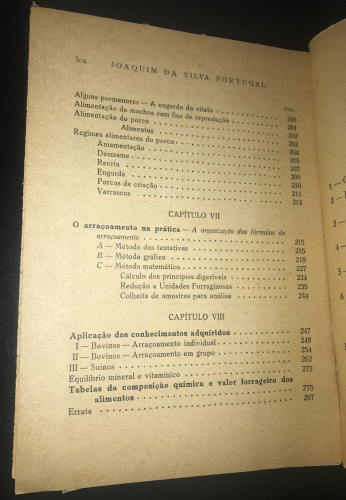 302 JOAQUIM DA SILVA PORTUGAL
Págs.
Alguns pormenores — A engorda do vitelo 200
Alimentação de machos com fins de reprodução 201
Alimentação do porco 202
Alimentos 202
Regimes alimentares do porco 204
Amamentação 205
Desmame 207
Recria 209
Engorda 210
Porcas de criação 211
Varrascos 213
CAPÍTULO VII
O arraçoamento na prática — A organização das fórmulas de
arraçoamento 215
A — Método das tentativas 215
B — Método gráfico 218
C — Método matemático 227
Cálculo dos princípios digeríveis 234
Redução a Unidades Forraginosas 235
Colheita de amostras para análise 244
CAPÍTULO VIII
Aplicação dos conhecimentos adquiridos 247
I — Bovinos — Arraçoamento individual 248
II — Bovinos — Arraçoamento em grupo 254
III — Suínos 262
Equilíbrio mineral e vitamínico 272
Tabelas da composição química e valor forrageiro dos
alimentos 275
Errata 297